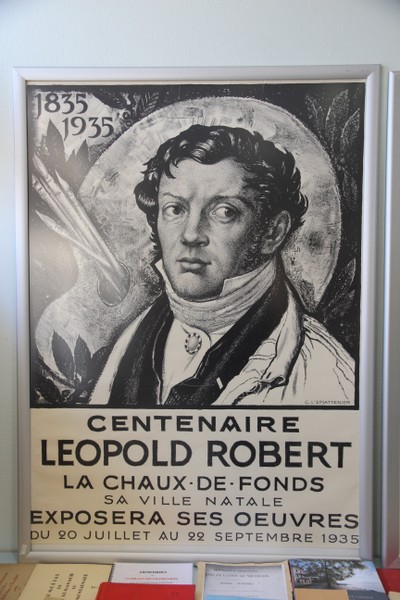 1835
1935
C. L'EPLATTENIER
CENTENAIRE
LEOPOLD ROBERT
LA CHAUX-DE-FONDS
SA VILLE NATALE
EXPOSERA SES OEUVRES
DU 20 JUILLET AU 22 SEPTEMBRE 1935